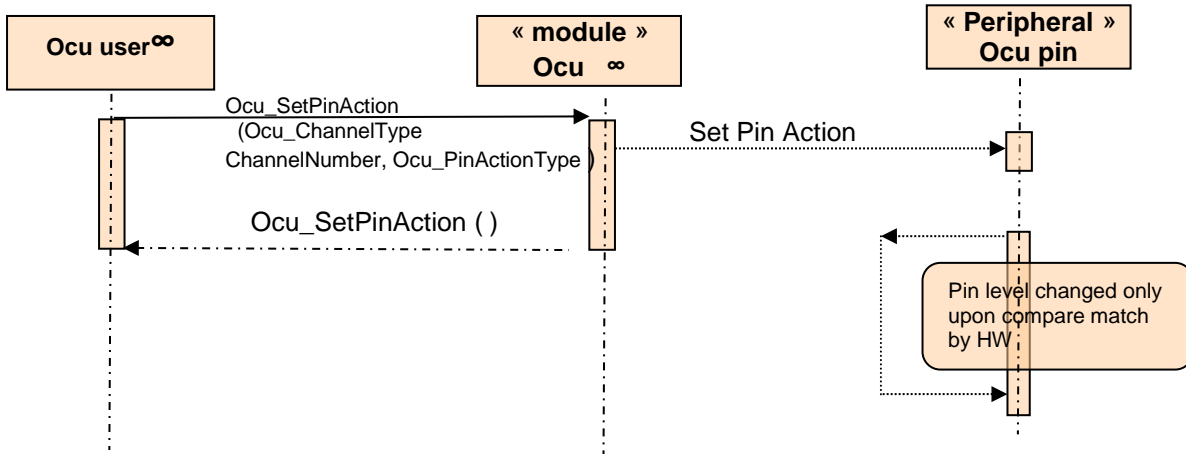 Ocu user∞
« module »
Ocu ∞
« Peripheral »
Ocu pin
Ocu_SetPinAction
(Ocu_ChannelType
ChannelNumber, Ocu_PinActionType )
Set Pin Action
Ocu_SetPinAction ( )
Pin level changed only
upon compare match
by HW